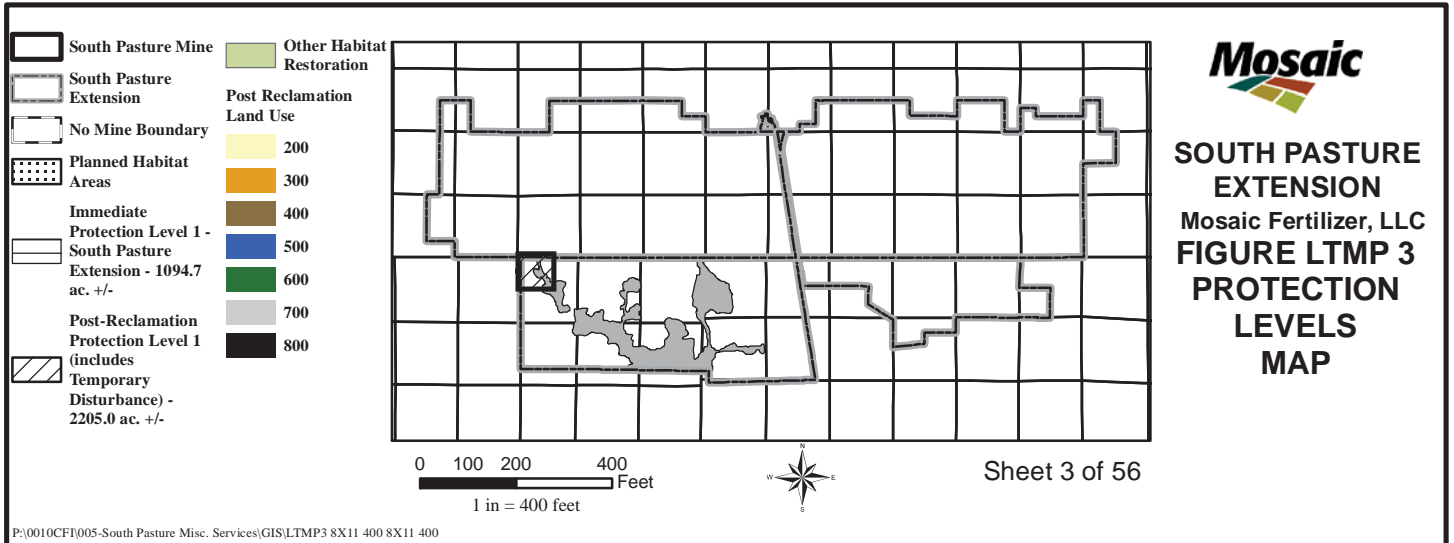 South Pasture Mine
South Pasture
Extension
No Mine Boundary
Planned Habitat
Areas
Immediate
Protection Level 1 -
South Pasture
Extension - 1094.7
ac. +/-
Post-Reclamation
Protection Level 1
(includes
Temporary
Disturbance) -
2205.0 ac. +/-
Other Habitat
Restoration
Post Reclamation
Land Use
200
300
400
500
600
700
800
0 100 200 400
Feet
1 in = 400 feet
N
W E
S
Sheet 3 of 56
Mosaic
SOUTH PASTURE
EXTENSION
Mosaic Fertilizer, LLC
FIGURE LTMP 3
PROTECTION
LEVELS
MAP
P:\0010CFI\005-South Pasture Misc. Services\GIS\LTMP3 8X11 400 8X11 400